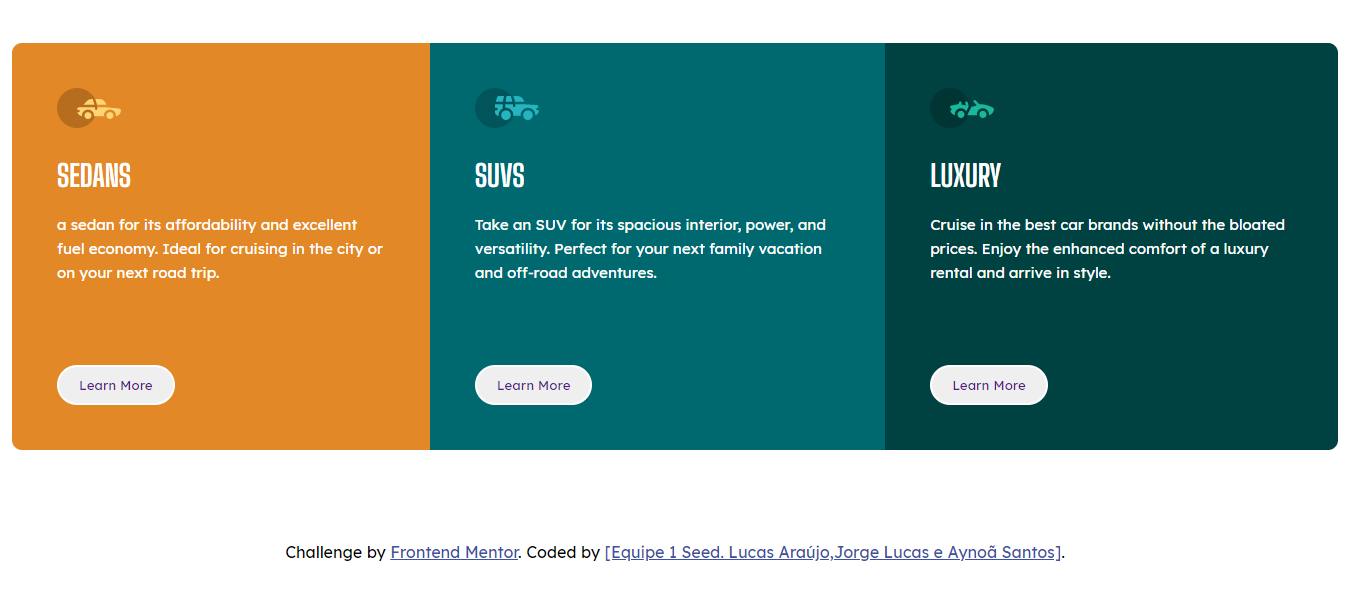 SEDANS
a sedan for its affordability and excellent
fuel economy. Ideal for cruising in the city or
on your next road trip.
Learn More
SUVS
Take an SUV for its spacious interior, power, and
versatility. Perfect for your next family vacation
and off-road adventures.
Learn More
LUXURY
Cruise in the best car brands without the bloated
prices. Enjoy the enhanced comfort of a luxury
rental and arrive in style.
Learn More
Challenge by Frontend Mentor. Coded by [Equipe 1 Seed. Lucas Araújo,Jorge Lucas e Aynoã Santos].